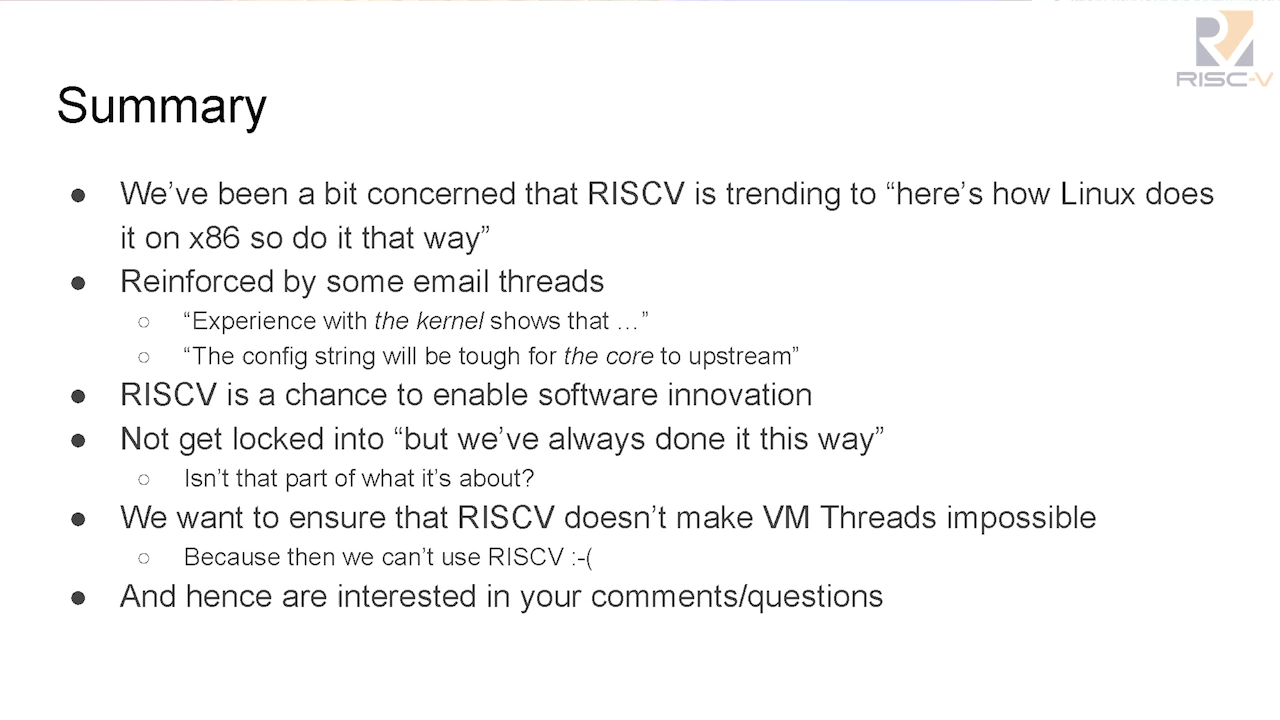 RISC-V
Summary
● We’ve been a bit concerned that RISCV is trending to “here’s how Linux does
it on x86 so do it that way”
● Reinforced by some email threads
○ “Experience with the kernel shows that …”
○ “The config string will be tough for the core to upstream”
● RISCV is a chance to enable software innovation
● Not get locked into “but we’ve always done it this way”
○ Isn’t that part of what it’s about?
● We want to ensure that RISCV doesn’t make VM Threads impossible
○ Because then we can’t use RISCV :-(
● And hence are interested in your comments/questions